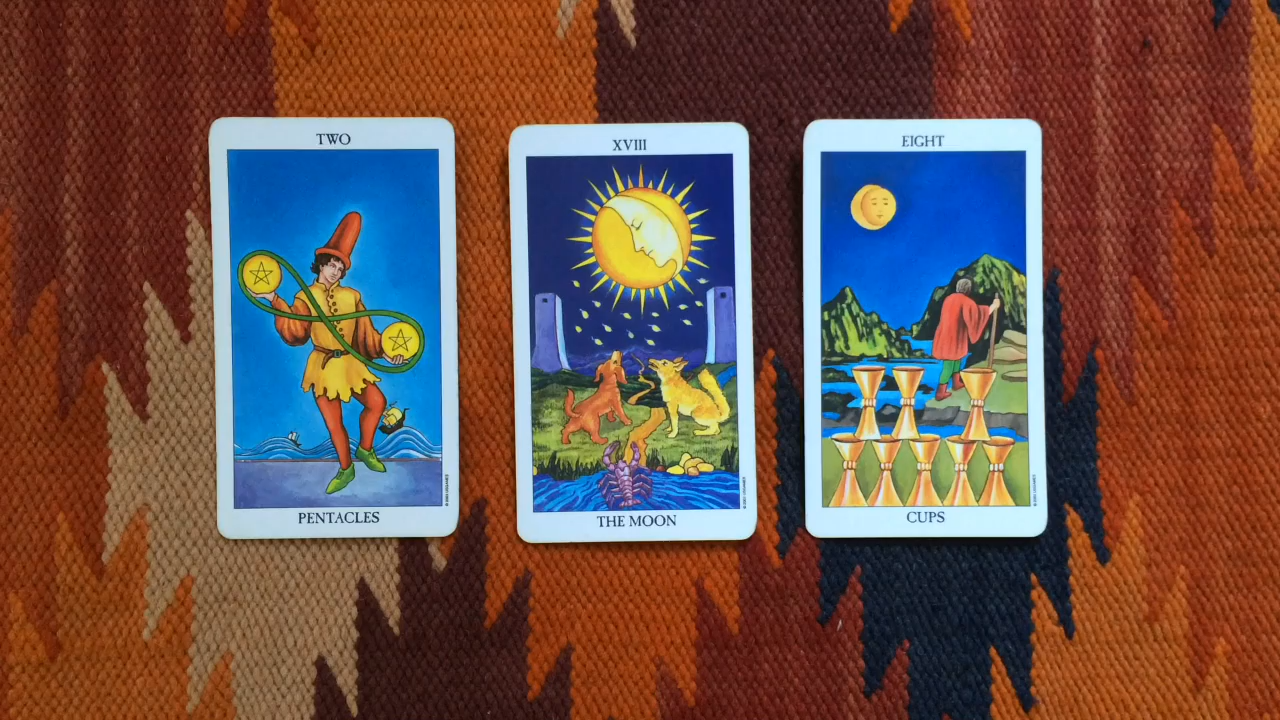 TWO
PENTACLES
XVIII
THE MOON
EIGHT
CUPS